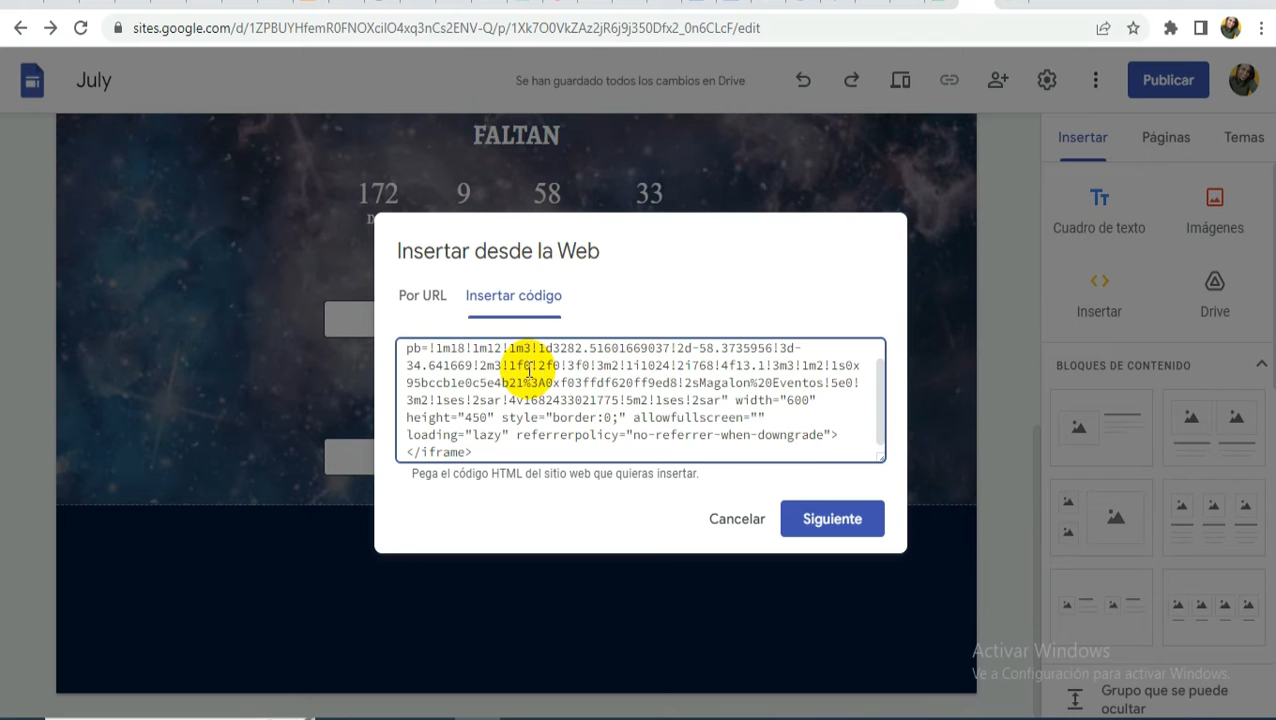 sites.google.com/d/1ZPBUYHfemR0FNOXcilO4xq3nCs2ENV-Q/p/1Xk7O0VkZAz2jR6j9j350Dfx2_0n6CLcF/edit
July
Se han guardado todos los cambios en Drive
Publicar
FALTAN
172 9 58 33
Insertar desde la Web
Por URL
Insertar código
pb=!1m18!1m12!1m3!1d3282.51601669037!2d-58.3735956!3d-
34.641669!2m3!1f0!2f0!3f0!3m2!1i1024!2i768!4f13.1!3m3!1m2!1s0x
95bccb1e0c5e4b21%3A0xf03ffdf620ff9ed8!2sMagalon%20Eventos!5e0!
3m2!1ses!2sar!4v1682433021775!5m2!1ses!2sar" width="600"
height="450" style="border:0;" allowfullscreen=""
loading="lazy" referrerpolicy="no-referrer-when-downgrade">
</iframe>
Pega el código HTML del sitio web que quieras insertar.
Cancelar
Siguiente
Insertar
Páginas
Temas
Cuadro de texto
Imágenes
Insertar
Drive
BLOQUES DE CONTENIDO
Activar Windows
Ve a Configuración para activar Windows.
Grupo que se puede
ocultar